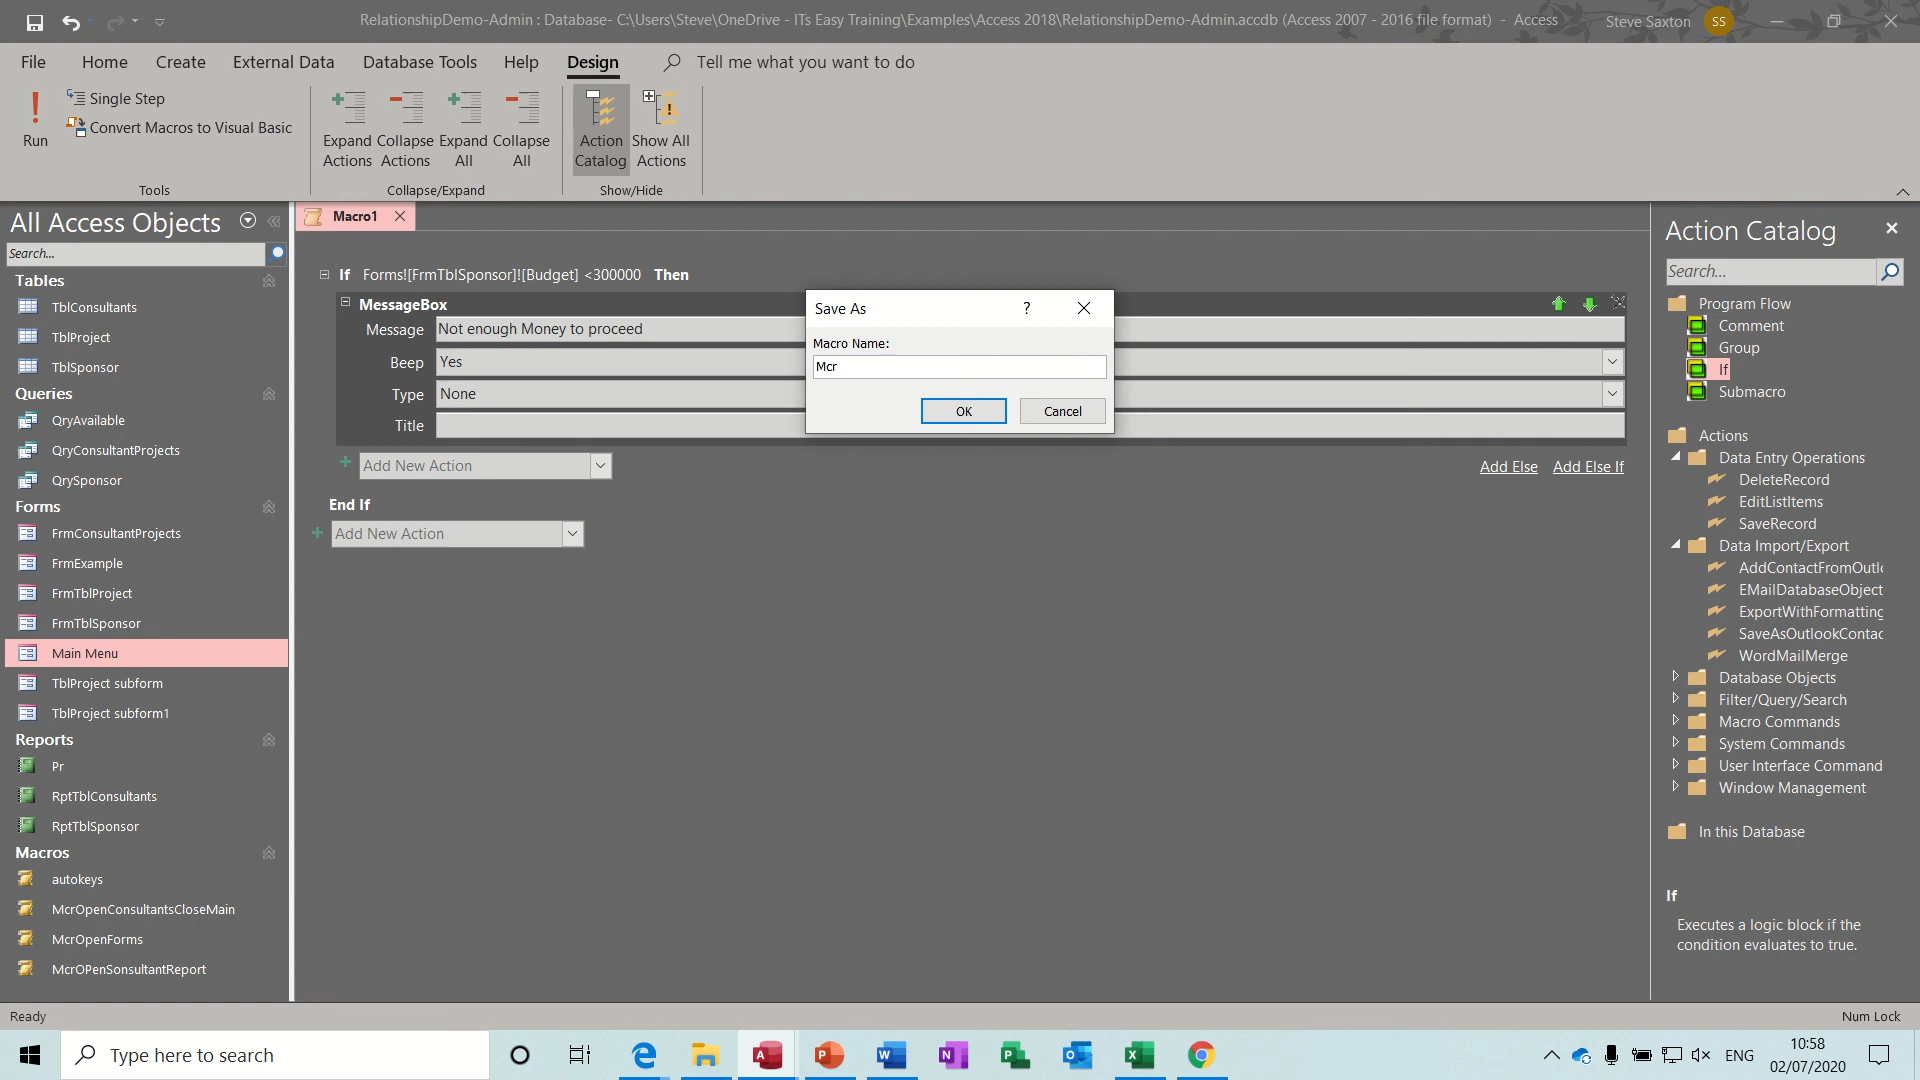 RelationshipDemo-Admin : Database- C:\Users\Steve\OneDrive - ITs Easy Training\Examples\Access 2018\RelationshipDemo-Admin.accdb (Access 2007 - 2016 file format) - Access
Steve Saxton
SS
File
Home
Create
External Data
Database Tools
Help
Design
Tell me what you want to do
Run
Single Step
Convert Macros to Visual Basic
Tools
Expand Actions
Collapse Actions
Expand All
Collapse All
Collapse/Expand
Action Catalog
Show All Actions
Show/Hide
All Access Objects
Search...
Tables
TblConsultants
TblProject
TblSponsor
Queries
QryAvailable
QryConsultantProjects
QrySponsor
Forms
FrmConsultantProjects
FrmExample
FrmTblProject
FrmTblSponsor
Main Menu
TblProject subform
TblProject subform1
Reports
Pr
RptTblConsultants
RptTblSponsor
Macros
autokeys
McrOpenConsultantsCloseMain
McrOpenForms
McrOPenSonsultantReport
Macro1
If Forms![FrmTblSponsor]![Budget] <300000 Then
MessageBox
Message Not enough Money to proceed
Beep Yes
Type None
Title
Add New Action
Add Else Add Else If
End If
Add New Action
Save As
?
Macro Name:
Mcr
OK
Cancel
Action Catalog
Search...
Program Flow
Comment
Group
If
Submacro
Actions
Data Entry Operations
DeleteRecord
EditListItems
SaveRecord
Data Import/Export
AddContactFromOutl
EMailDatabaseObject
ExportWithFormatting
SaveAsOutlookContac
WordMailMerge
Database Objects
Filter/Query/Search
Macro Commands
System Commands
User Interface Command
Window Management
In this Database
If
Executes a logic block if the
condition evaluates to true.
Ready
Num Lock
Type here to search
ENG
10:58
02/07/2020